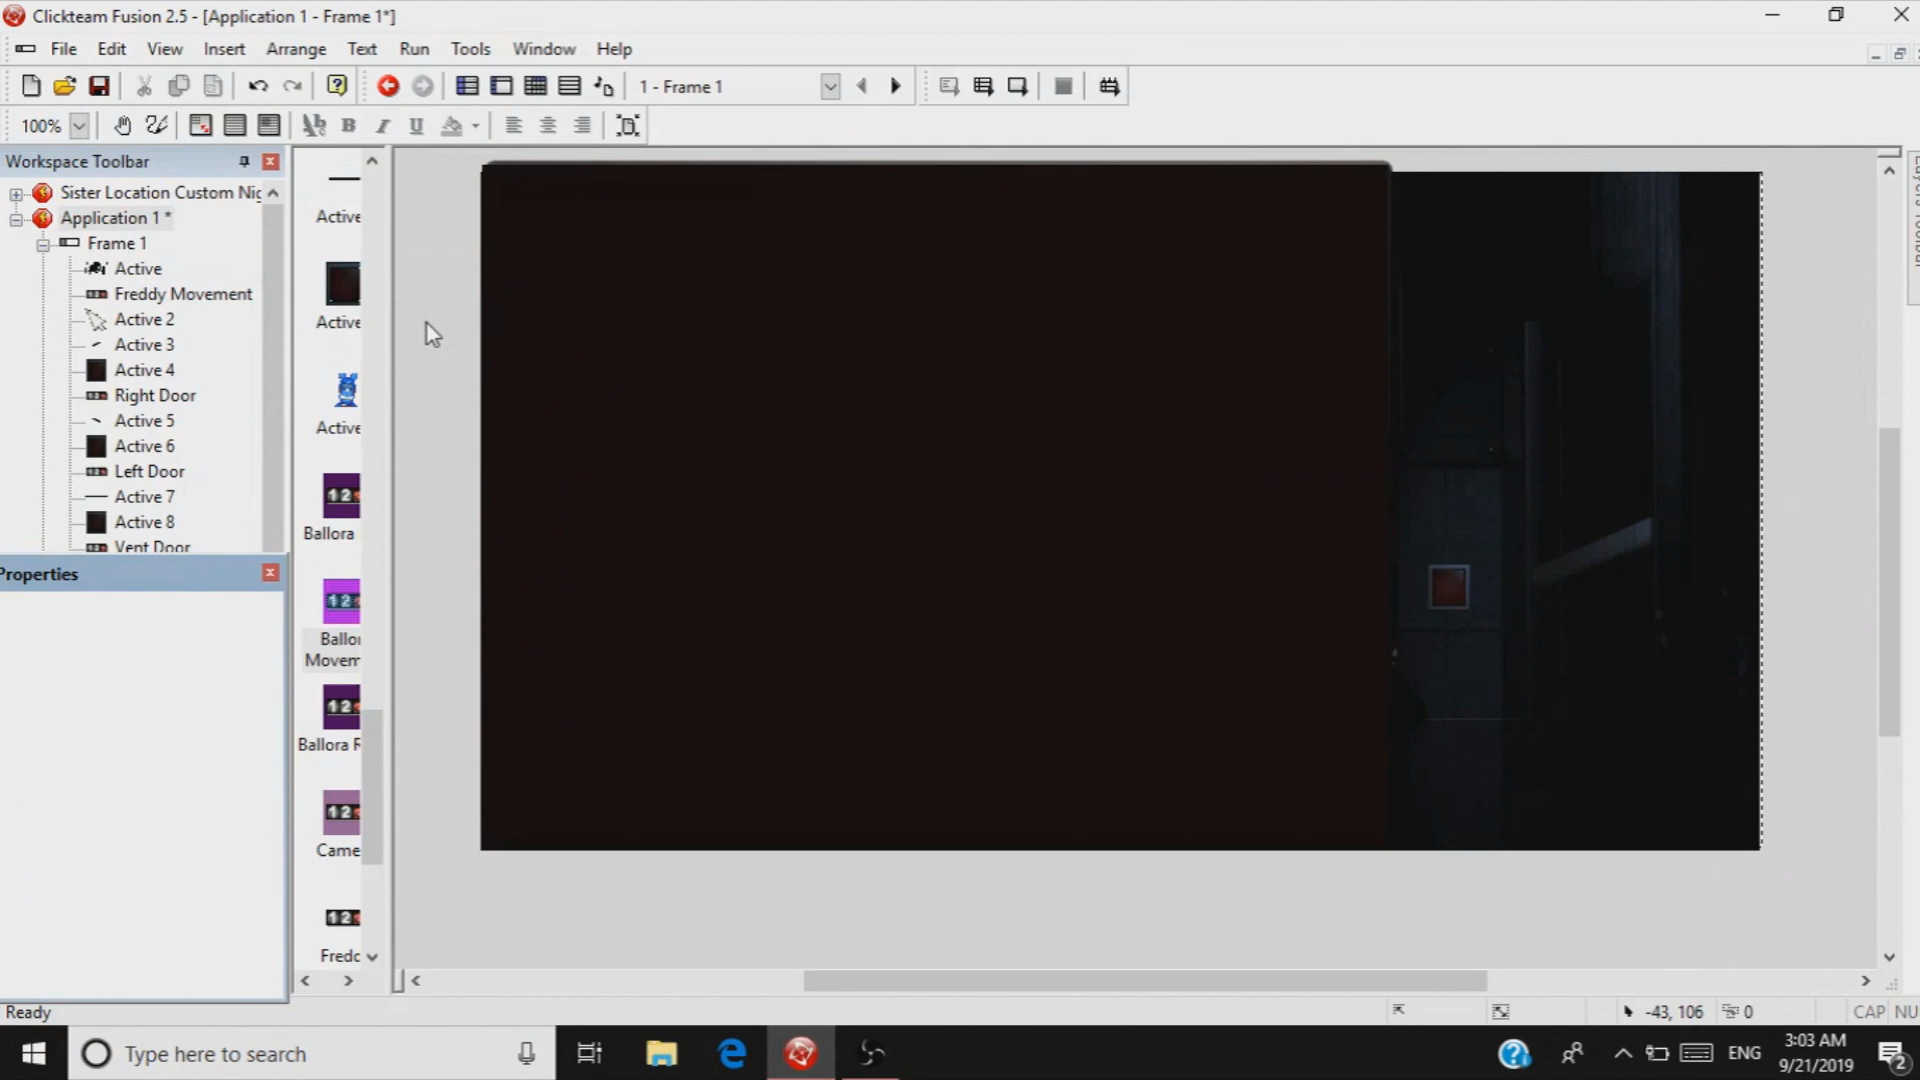 Clickteam Fusion 2.5 - [Application 1 - Frame 1*]
File Edit View Insert Arrange Text Run Tools Window Help
1 - Frame 1
100%
Workspace Toolbar
Sister Location Custom Nig
Application 1 *
Frame 1
Active
Freddy Movement
Active 2
Active 3
Active 4
Right Door
Active 5
Active 6
Left Door
Active 7
Active 8
Vent Door
Properties
Active
Active
Active
Ballora
Ballor
Movem
Ballora R
Came
Fredd
Ready
-43, 106
0
CAP NU
Type here to search
ENG
3:03 AM
9/21/2019
2